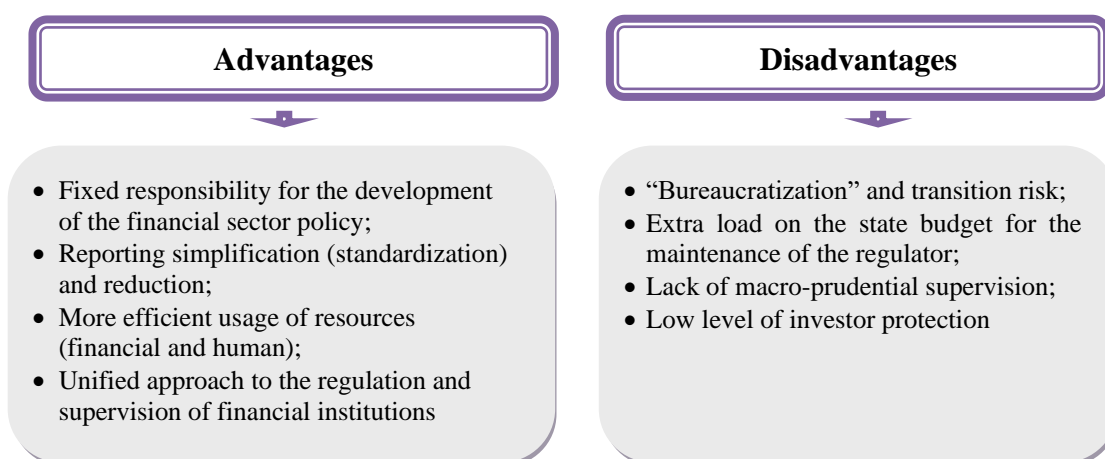 Advantages
• Fixed responsibility for the development
of the financial sector policy;
• Reporting simplification (standardization)
and reduction;
• More efficient usage of resources
(financial and human);
• Unified approach to the regulation and
supervision of financial institutions
Disadvantages
• “Bureaucratization” and transition risk;
• Extra load on the state budget for the
maintenance of the regulator;
• Lack of macro-prudential supervision;
• Low level of investor protection